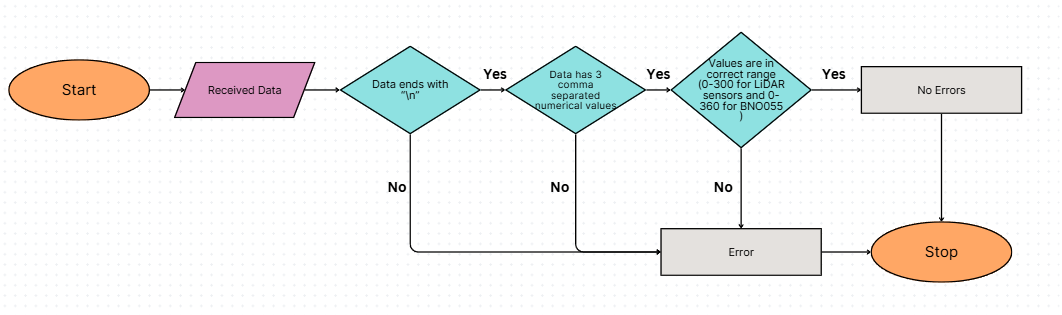 Start
Received Data
Data ends with
"\n"
Yes
Data has 3
comma
separated
numerical values
Yes
Values are in
correct range
(0-300 for LiDAR
sensors and 0-
360 for BNO055
)
Yes
No Errors
No
No
No
Error
Stop